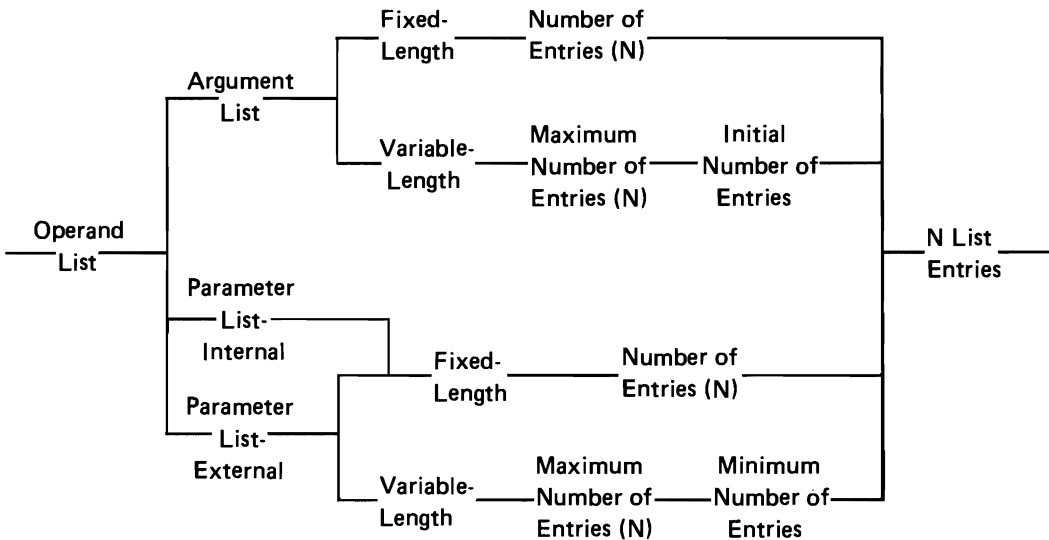 Fixed-
Length
Number of
Entries (N)
Argument
List
Variable-
Length
Maximum
Number of
Entries (N)
Initial
Number of
Entries
Operand
List
N List
Entries
Parameter
List-
Internal
Fixed-
Length
Number of
Entries (N)
Parameter
List-
External
Variable-
Length
Maximum
Number of
Entries (N)
Minimum
Number of
Entries